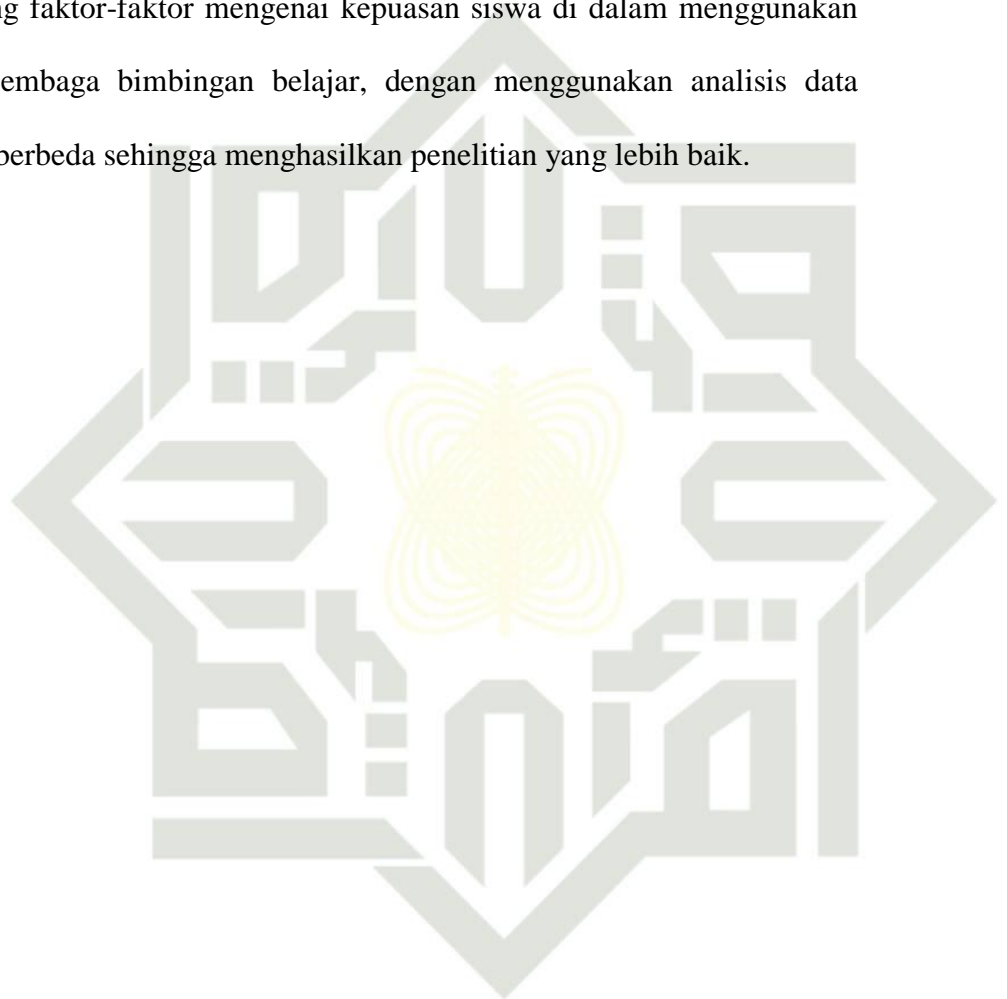 ng faktor-faktor mengenai kepuasan siswa di dalam menggunakan
embaga bimbingan belajar, dengan menggunakan analisis data
berbeda sehingga menghasilkan penelitian yang lebih baik.